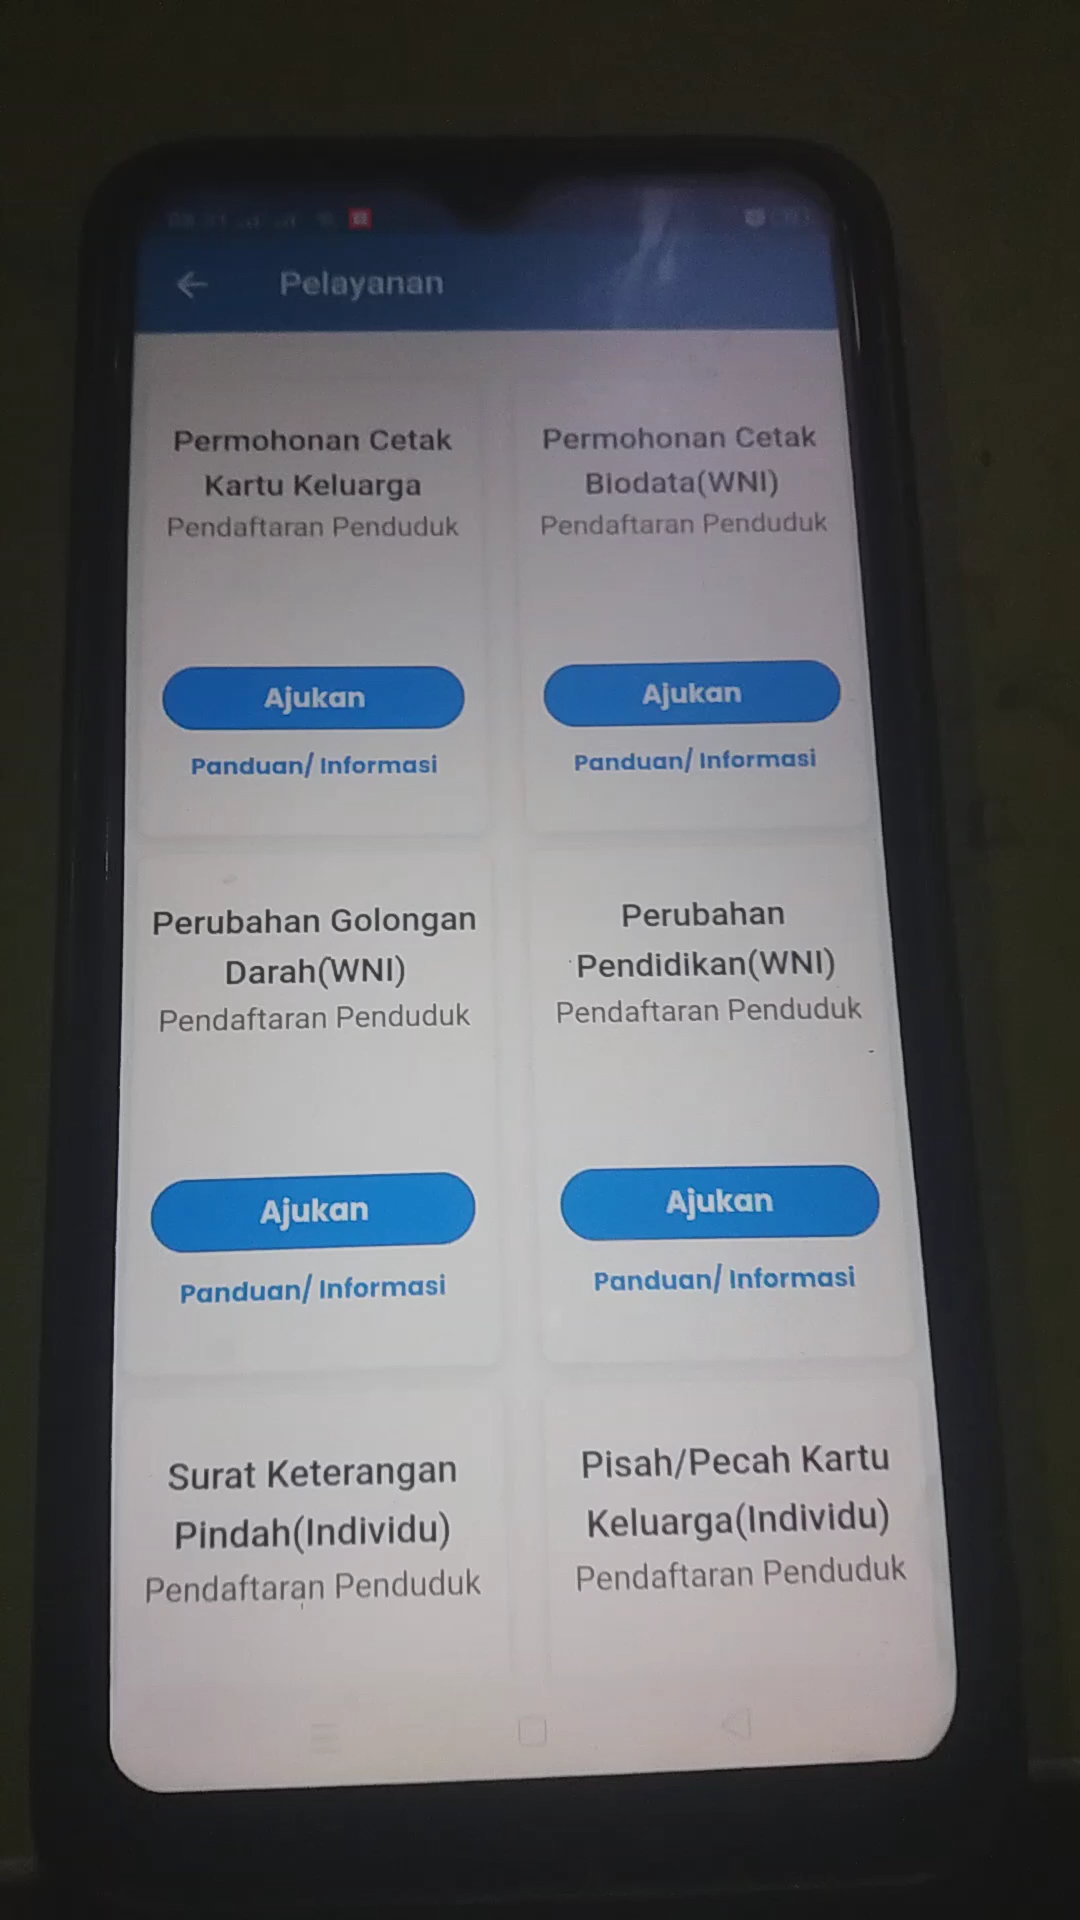 Pelayanan
Permohonan Cetak
Kartu Keluarga
Pendaftaran Penduduk
Ajukan
Panduan/ Informasi
Permohonan Cetak
Biodata(WNI)
Pendaftaran Penduduk
Ajukan
Panduan/ Informasi
Perubahan Golongan
Darah(WNI)
Pendaftaran Penduduk
Ajukan
Panduan/ Informasi
Perubahan
Pendidikan(WNI)
Pendaftaran Penduduk
Ajukan
Panduan/ Informasi
Surat Keterangan
Pindah(Individu)
Pendaftaran Penduduk
Pisah/Pecah Kartu
Keluarga(Individu)
Pendaftaran Penduduk